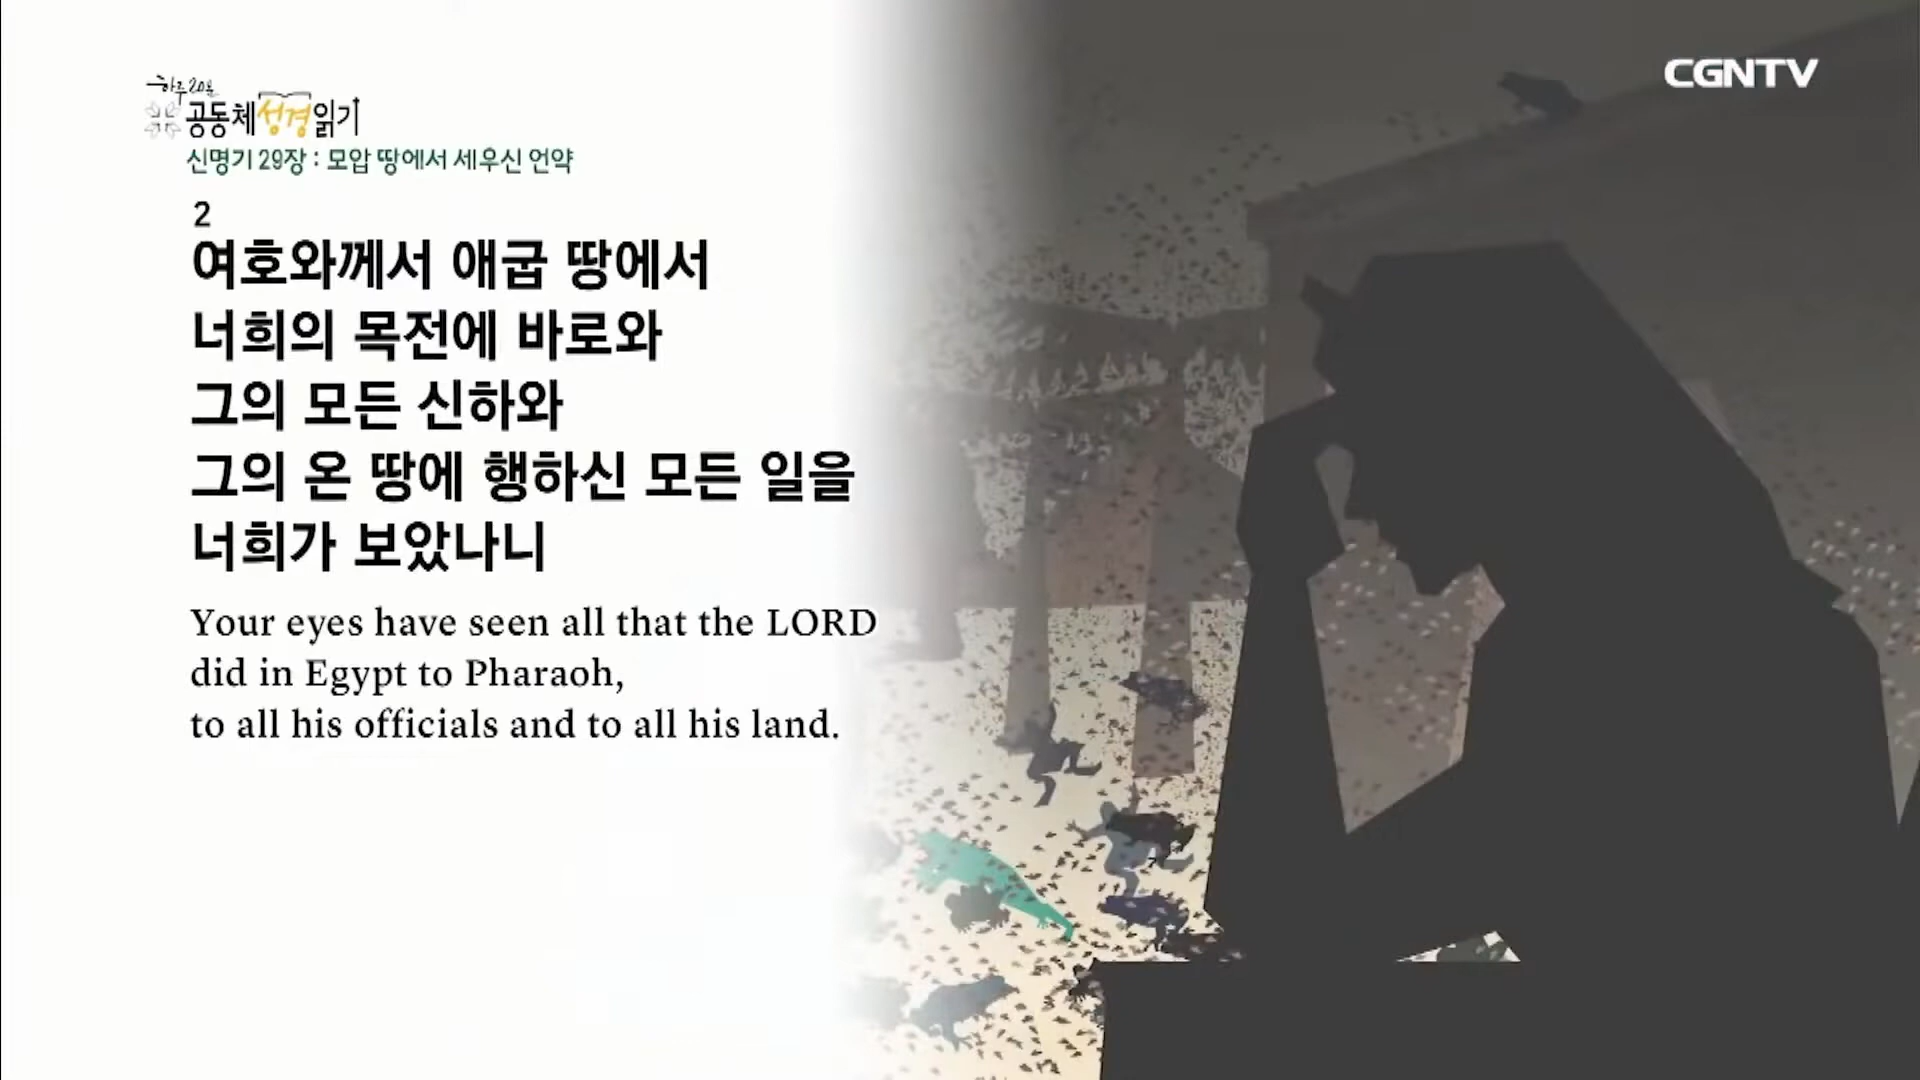 하루 20분
공동체 성경 읽기
CGNTV
신명기 29장 : 모압 땅에서 세우신 언약
2
여호와께서 애굽 땅에서
너희의 목전에 바로와
그의 모든 신하와
그의 온 땅에 행하신 모든 일을
너희가 보았나니
Your eyes have seen all that the LORD
did in Egypt to Pharaoh,
to all his officials and to all his land.